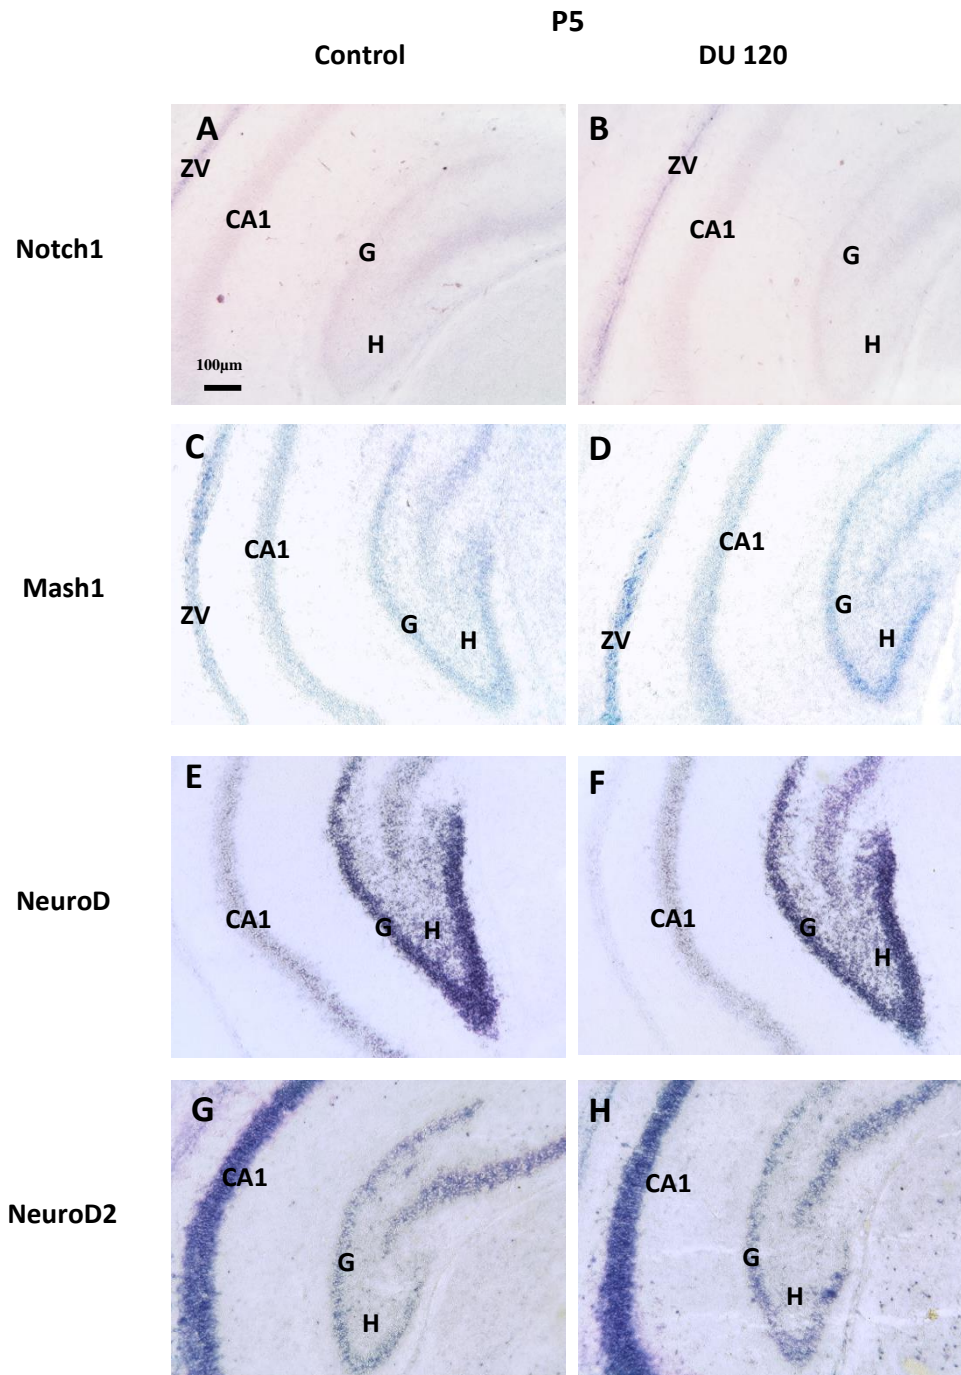 P5
Control DU 120
Notch1
A
ZV
CA1
G
H
100μm
B
ZV
CA1
G
H
Mash1
C
CA1
ZV
G
H
D
CA1
G
ZV
H
NeuroD
E
CA1
G
H
F
CA1
G
H
NeuroD2
G
CA1
G
H
H
CA1
G
H